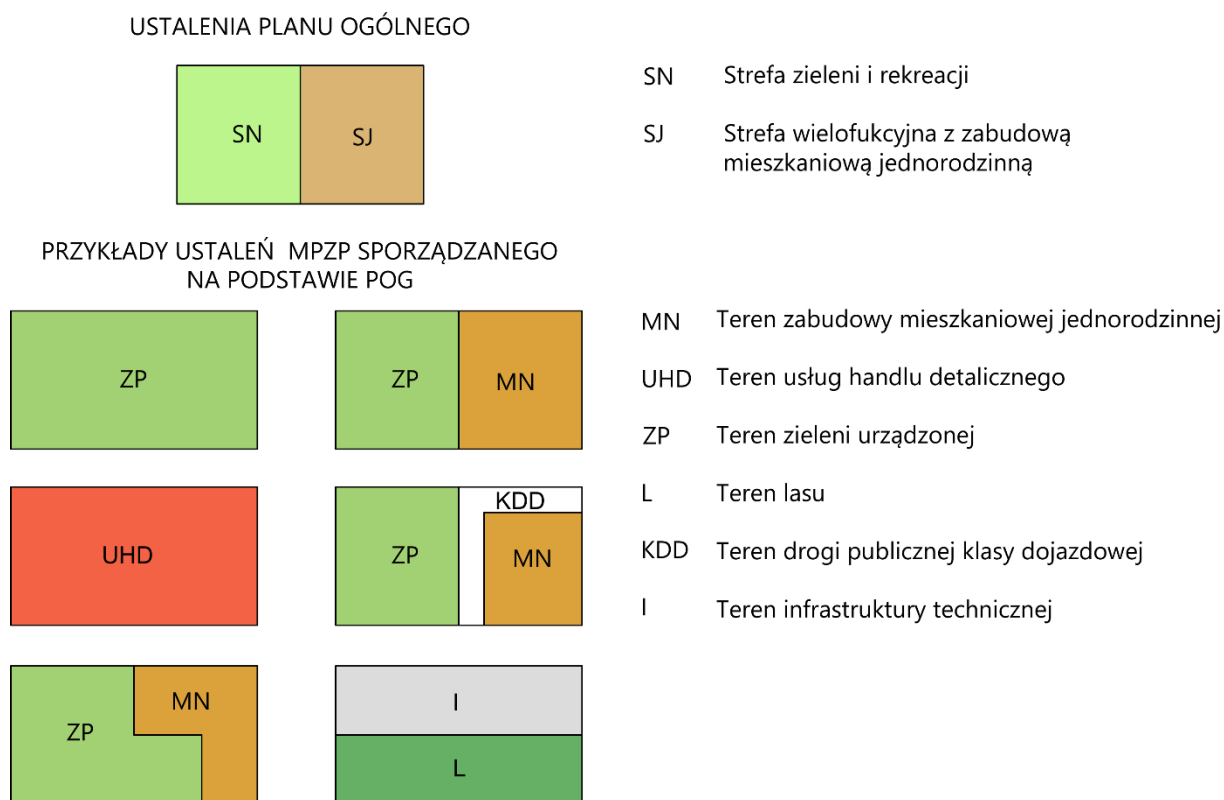 USTALENIA PLANU OGÓLNEGO
SN
SJ
SN Strefa zieleni i rekreacji
SJ Strefa wielofukcyjna z zabudową
mieszkaniową jednorodzinną
PRZYKŁADY USTALEŃ MPZP SPORZĄDZANEGO
NA PODSTAWIE POG
ZP
ZP
MN
UHD
ZP
KDD
MN
ZP
MN
I
L
MN Teren zabudowy mieszkaniowej jednorodzinnej
UHD Teren usług handlu detalicznego
ZP Teren zieleni urządzonej
L Teren lasu
KDD Teren drogi publicznej klasy dojazdowej
I Teren infrastruktury technicznej